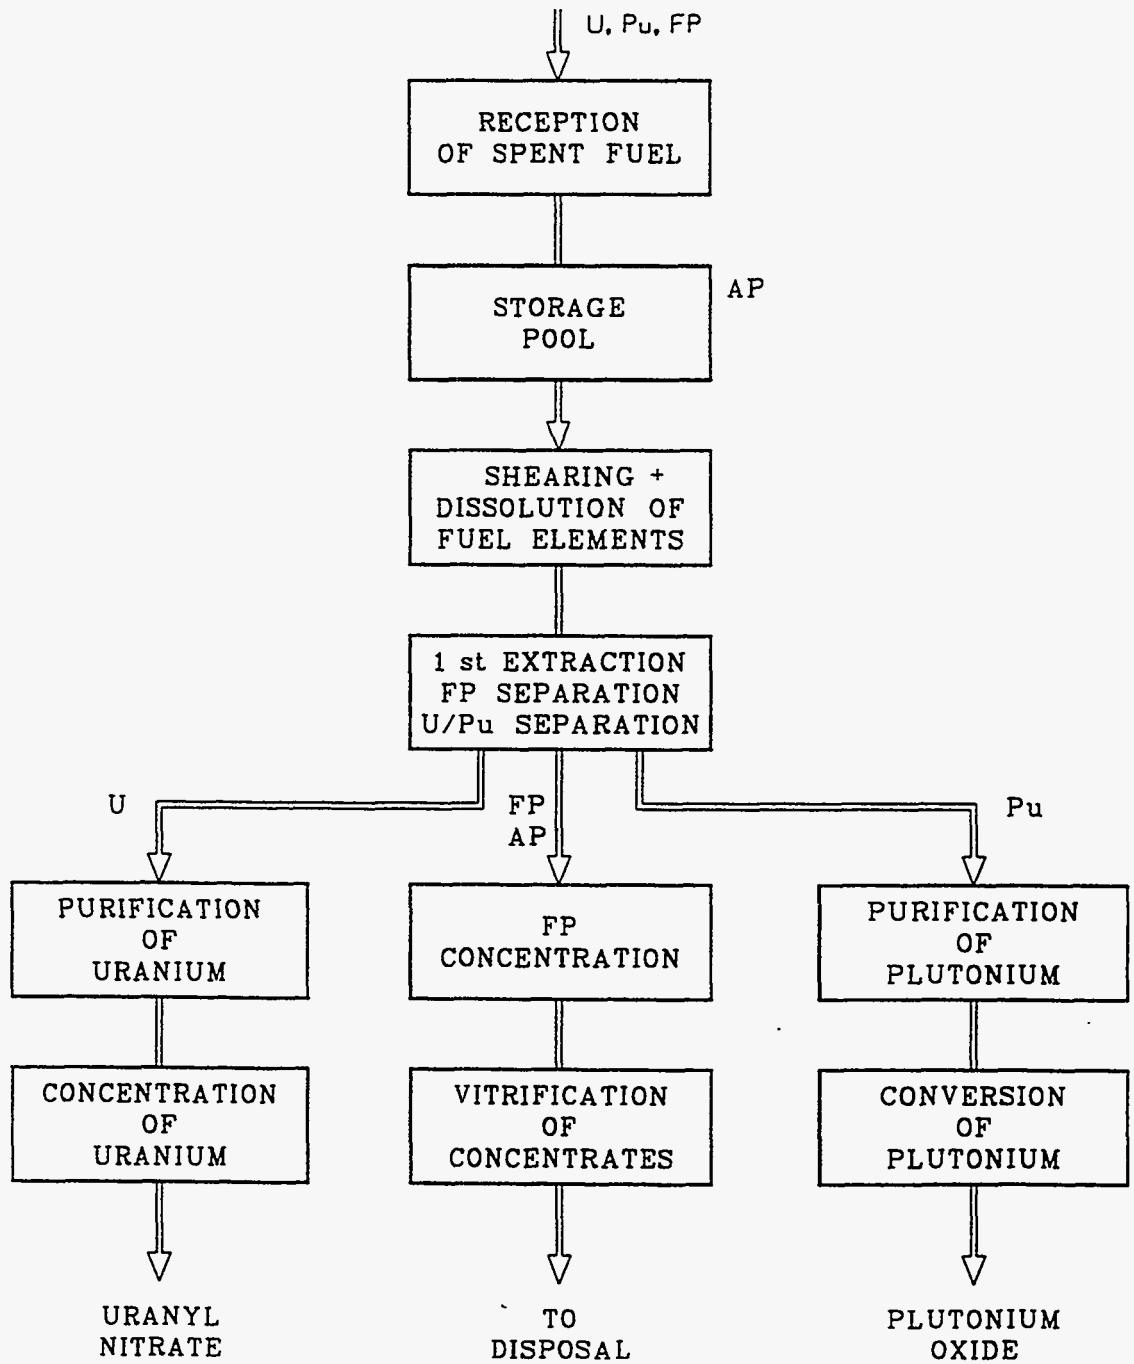 U, Pu, FP
RECEPTION
OF SPENT FUEL
STORAGE
POOL
AP
SHEARING +
DISSOLUTION OF
FUEL ELEMENTS
1 st EXTRACTION
FP SEPARATION
U/Pu SEPARATION
U
FP
AP
Pu
PURIFICATION
OF
URANIUM
FP
CONCENTRATION
PURIFICATION
OF
PLUTONIUM
CONCENTRATION
OF
URANIUM
VITRIFICATION
OF
CONCENTRATES
CONVERSION
OF
PLUTONIUM
URANYL
NITRATE
TO
DISPOSAL
PLUTONIUM
OXIDE